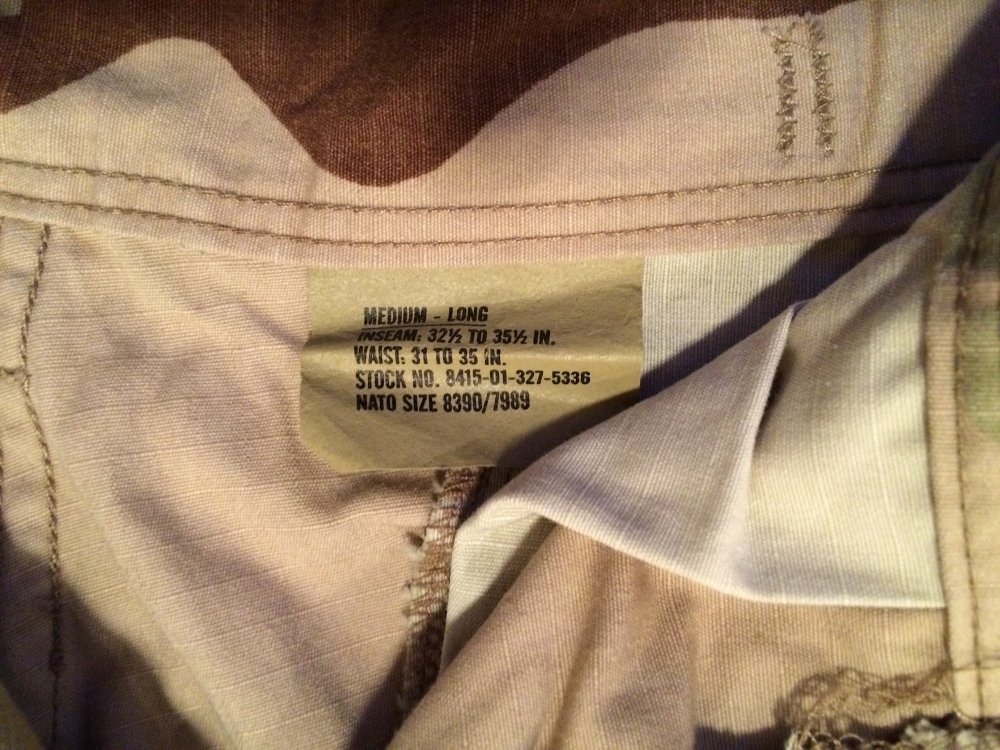 MEDIUM - LONG
INSEAM: 32½ TO 35½ IN.
WAIST: 31 TO 35 IN.
STOCK NO. 8415-01-327-5336
NATO SIZE 8390/7989